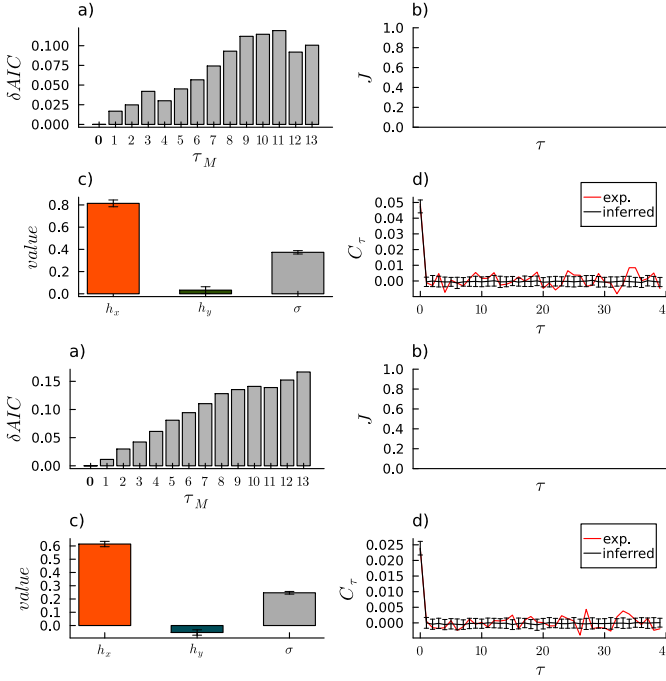 a)
δAIC
0.100
0.075
0.050
0.025
0.000
0 1 2 3 4 5 6 7 8 9 10 11 12 13
τ_M
b)
J
1.0
0.8
0.6
0.4
0.2
0.0
τ
c)
value
0.8
0.6
0.4
0.2
0.0
h_x h_y σ
d)
C_τ
0.05
0.04
0.03
0.02
0.01
0.00
0 10 20 30 4
τ
exp.
inferred
a)
δAIC
0.15
0.10
0.05
0.00
0 1 2 3 4 5 6 7 8 9 10 11 12 13
τ_M
b)
J
1.0
0.8
0.6
0.4
0.2
0.0
τ
c)
value
0.6
0.5
0.4
0.3
0.2
0.1
0.0
h_x h_y σ
d)
C_τ
0.025
0.020
0.015
0.010
0.005
0.000
0 10 20 30 4
τ
exp.
inferred